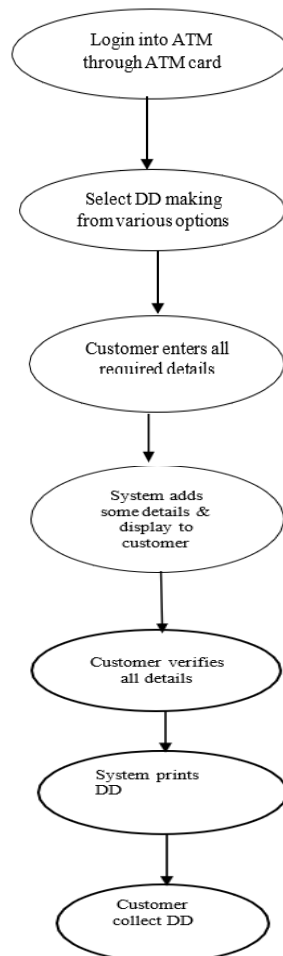 Login into ATM
through ATM card
Select DD making
from various options
Customer enters all
required details
System adds
some details &
display to
customer
Customer verifies
all details
System prints
DD
Customer
collect DD